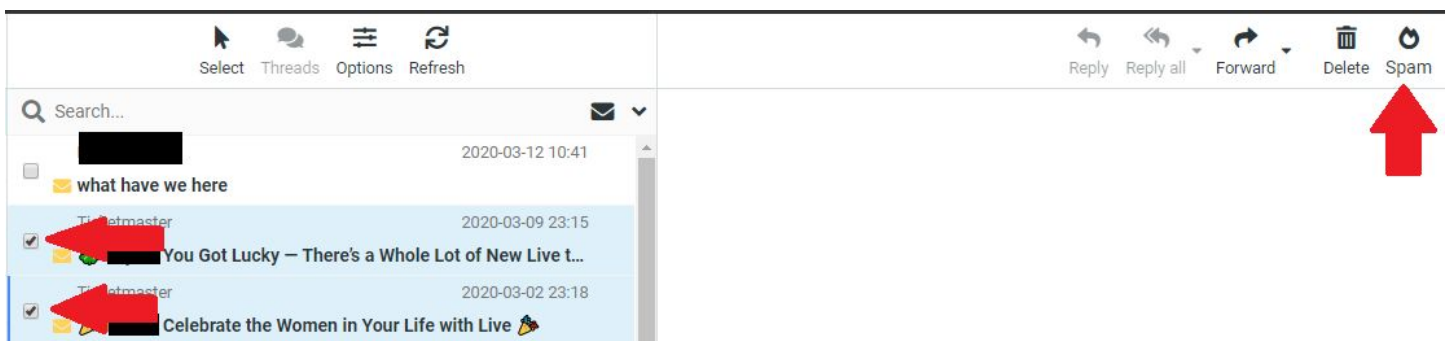 Select Threads Options Refresh
Reply Reply all Forward Delete Spam
Search...
2020-03-12 10:41
what have we here
Ticketmaster 2020-03-09 23:15
You Got Lucky — There's a Whole Lot of New Live t...
Ticketmaster 2020-03-02 23:18
Celebrate the Women in Your Life with Live